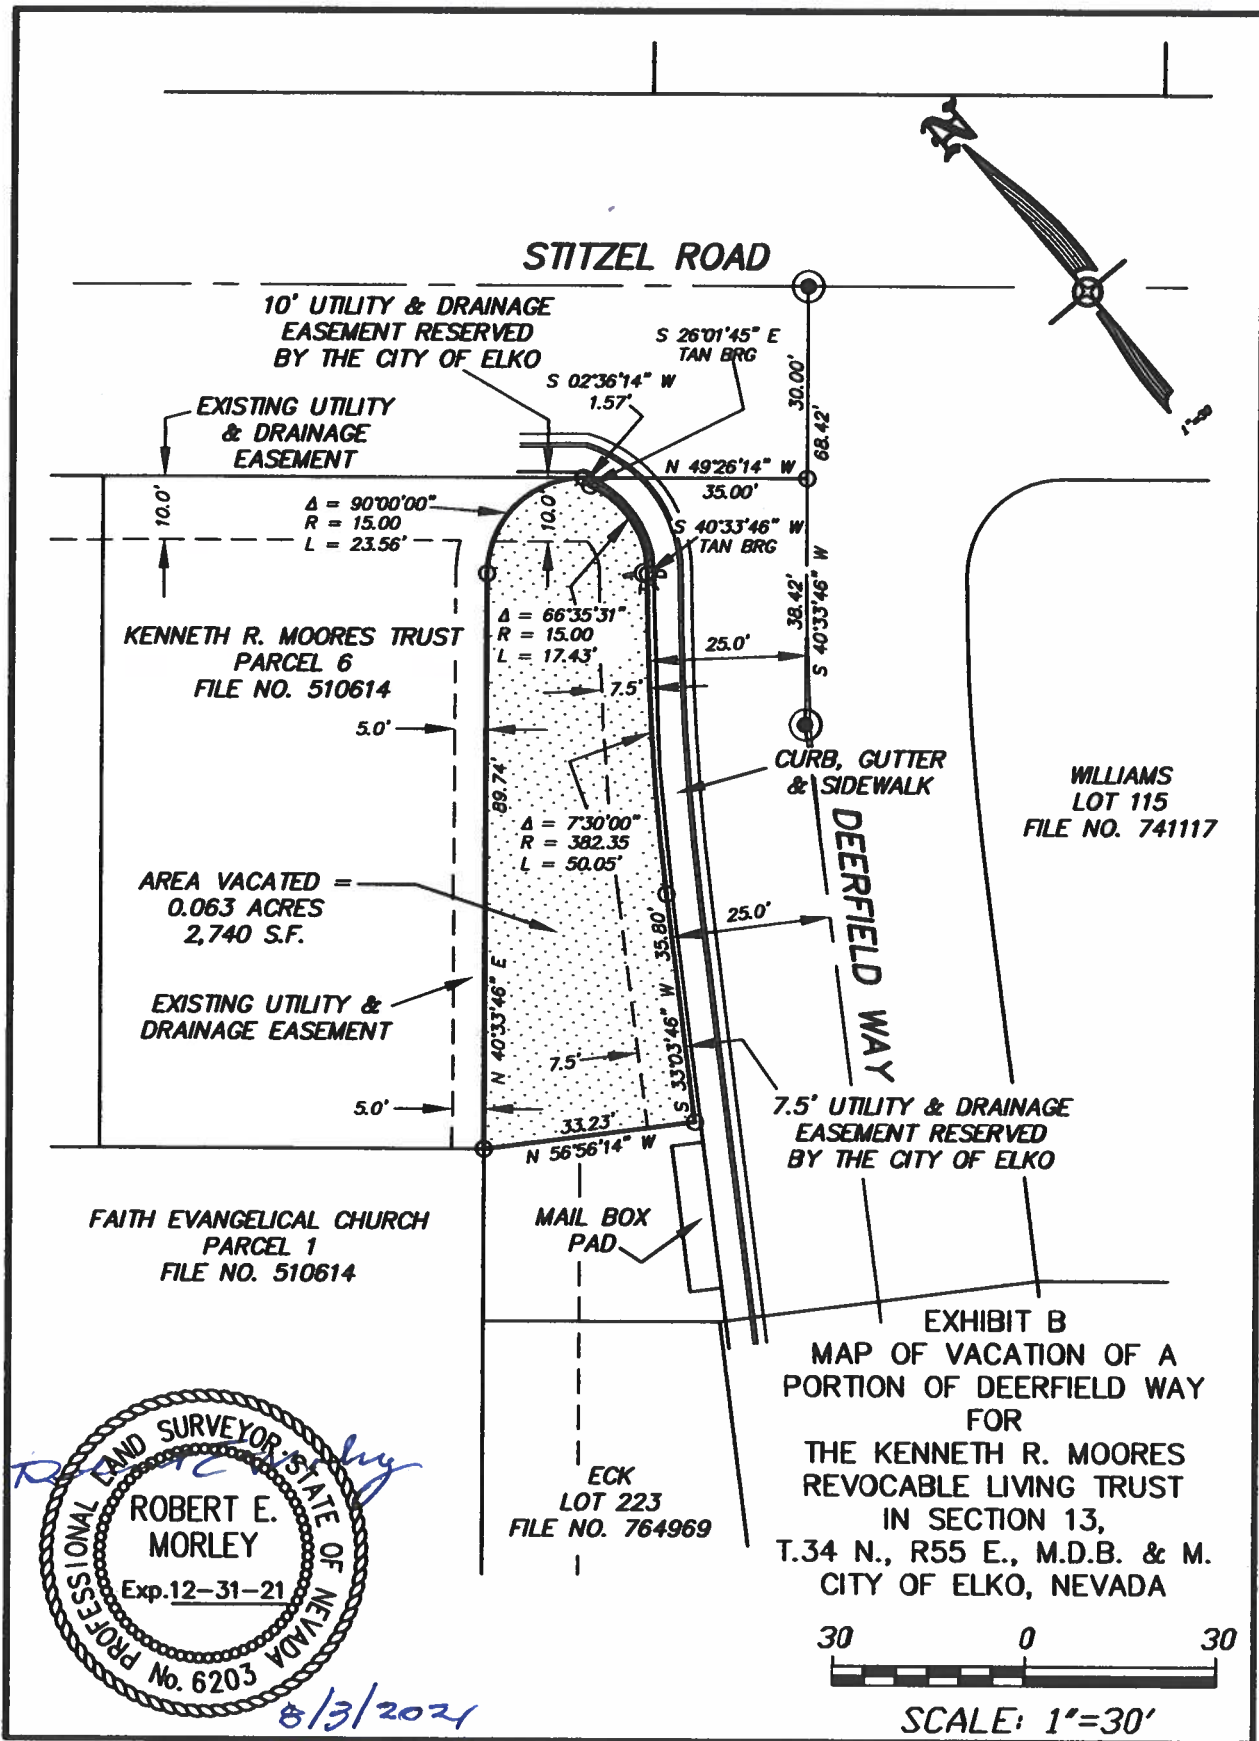 N
1"=30
STITZEL ROAD
10' UTILITY & DRAINAGE
EASEMENT RESERVED
BY THE CITY OF ELKO
S 26°01'45" E
TAN BRG
S 02°36'14" W
1.57'
30.00'
68.42'
EXISTING UTILITY
& DRAINAGE
EASEMENT
N 49°26'14" W
35.00'
10.0'
Δ = 90°00'00"
R = 15.00
L = 23.56'
10.0'
S 40°33'46" W
TAN BRG
38.42'
S 40°33'46" W
KENNETH R. MOORES TRUST
PARCEL 6
FILE NO. 510614
Δ = 66°35'31"
R = 15.00
L = 17.43'
25.0'
7.5'
5.0'
89.74'
N 40°33'46" E
CURB, GUTTER
& SIDEWALK
WILLIAMS
LOT 115
FILE NO. 741117
Δ = 7°30'00"
R = 382.35
L = 50.05'
DEERFIELD WAY
AREA VACATED =
0.063 ACRES
2,740 S.F.
25.0'
35.80'
S 33°03'46" W
EXISTING UTILITY &
DRAINAGE EASEMENT
7.5'
5.0'
33.23'
N 56°56'14" W
7.5' UTILITY & DRAINAGE
EASEMENT RESERVED
BY THE CITY OF ELKO
FAITH EVANGELICAL CHURCH
PARCEL 1
FILE NO. 510614
MAIL BOX
PAD
ECK
LOT 223
FILE NO. 764969
EXHIBIT B
MAP OF VACATION OF A
PORTION OF DEERFIELD WAY
FOR
THE KENNETH R. MOORES
REVOCABLE LIVING TRUST
IN SECTION 13,
T.34 N., R55 E., M.D.B. & M.
CITY OF ELKO, NEVADA
30 0 30
SCALE: 1"=30'
PROFESSIONAL LAND SURVEYOR·STATE OF NEVADA
ROBERT E.
MORLEY
Exp.12-31-21
No. 6203
Robert E Morley
8/3/2021